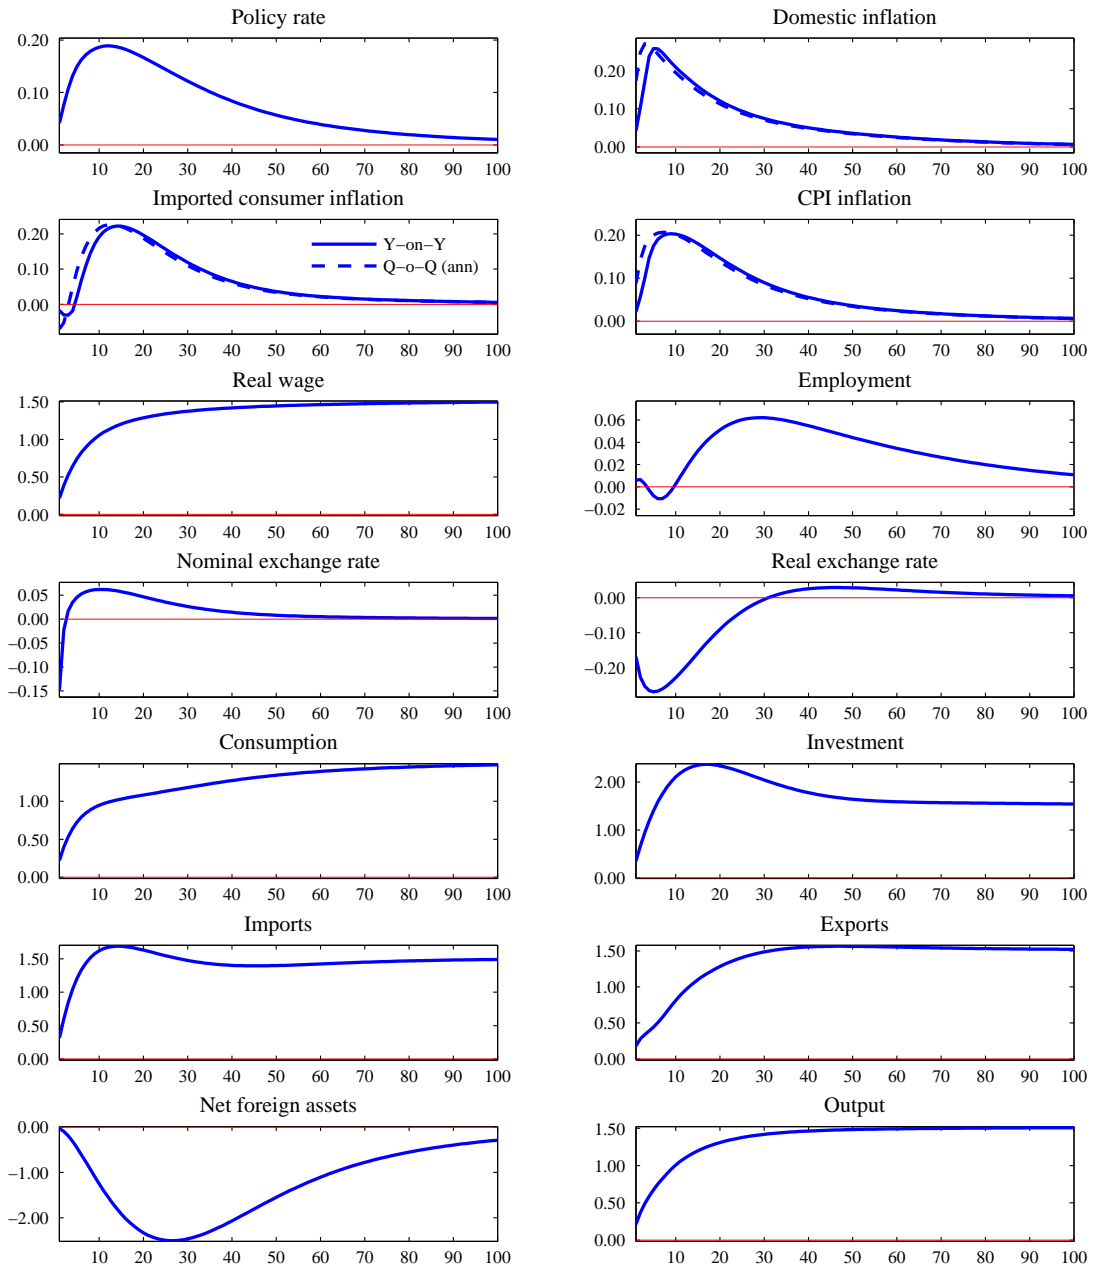 Policy rate
0.20
0.10
0.00
10 20 30 40 50 60 70 80 90 100
Domestic inflation
0.20
0.10
0.00
10 20 30 40 50 60 70 80 90 100
Imported consumer inflation
0.20
0.10
0.00
Y−on−Y
Q−o−Q (ann)
10 20 30 40 50 60 70 80 90 100
CPI inflation
0.20
0.10
0.00
10 20 30 40 50 60 70 80 90 100
Real wage
1.50
1.00
0.50
0.00
10 20 30 40 50 60 70 80 90 100
Employment
0.06
0.04
0.02
0.00
−0.02
10 20 30 40 50 60 70 80 90 100
Nominal exchange rate
0.05
0.00
−0.05
−0.10
−0.15
10 20 30 40 50 60 70 80 90 100
Real exchange rate
0.00
−0.10
−0.20
10 20 30 40 50 60 70 80 90 100
Consumption
1.00
0.50
0.00
10 20 30 40 50 60 70 80 90 100
Investment
2.00
1.00
0.00
10 20 30 40 50 60 70 80 90 100
Imports
1.50
1.00
0.50
0.00
10 20 30 40 50 60 70 80 90 100
Exports
1.50
1.00
0.50
0.00
10 20 30 40 50 60 70 80 90 100
Net foreign assets
0.00
−1.00
−2.00
10 20 30 40 50 60 70 80 90 100
Output
1.50
1.00
0.50
0.00
10 20 30 40 50 60 70 80 90 100